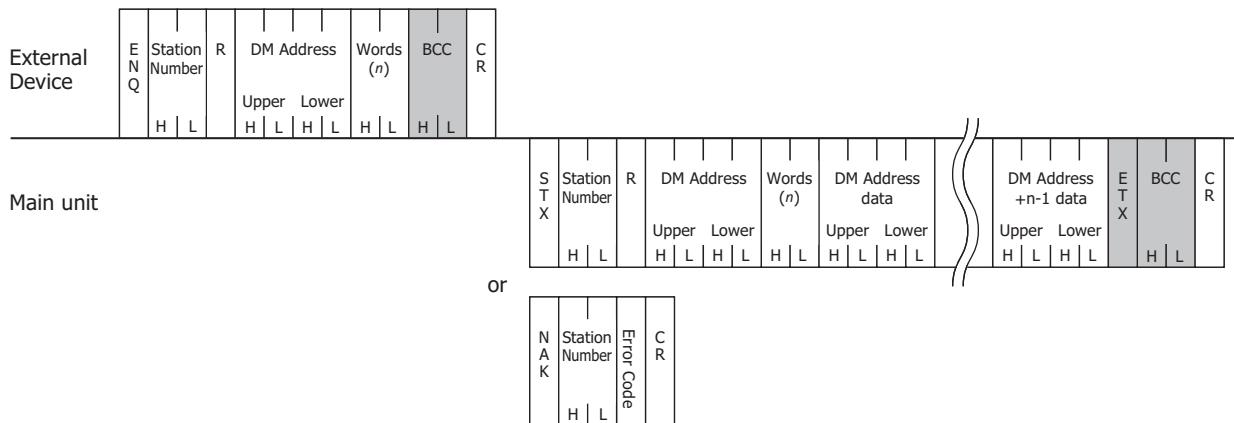 External Device
E N Q
Station Number
H L
R
DM Address
Upper Lower
H L H L
Words (n)
H L
BCC
H L
C R
Main unit
S T X
Station Number
H L
R
DM Address
Upper Lower
H L H L
Words (n)
H L
DM Address data
Upper Lower
H L H L
DM Address +n-1 data
Upper Lower
H L H L
E T X
BCC
H L
C R
or
N A K
Station Number
H L
Error Code
C R